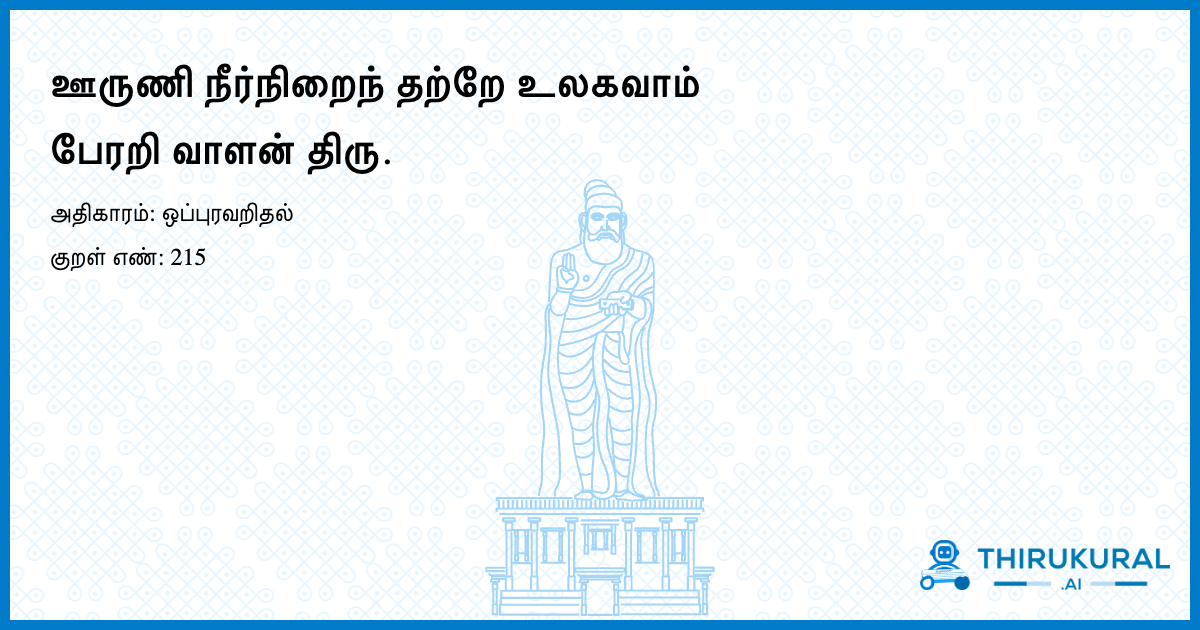 ஊருணி நீர்நிறைந் தற்றே உலகவாம்
பேரறி வாளன் திரு.
அதிகாரம்: ஒப்புரவறிதல்
குறள் எண்: 215
THIRUKURAL
.AI